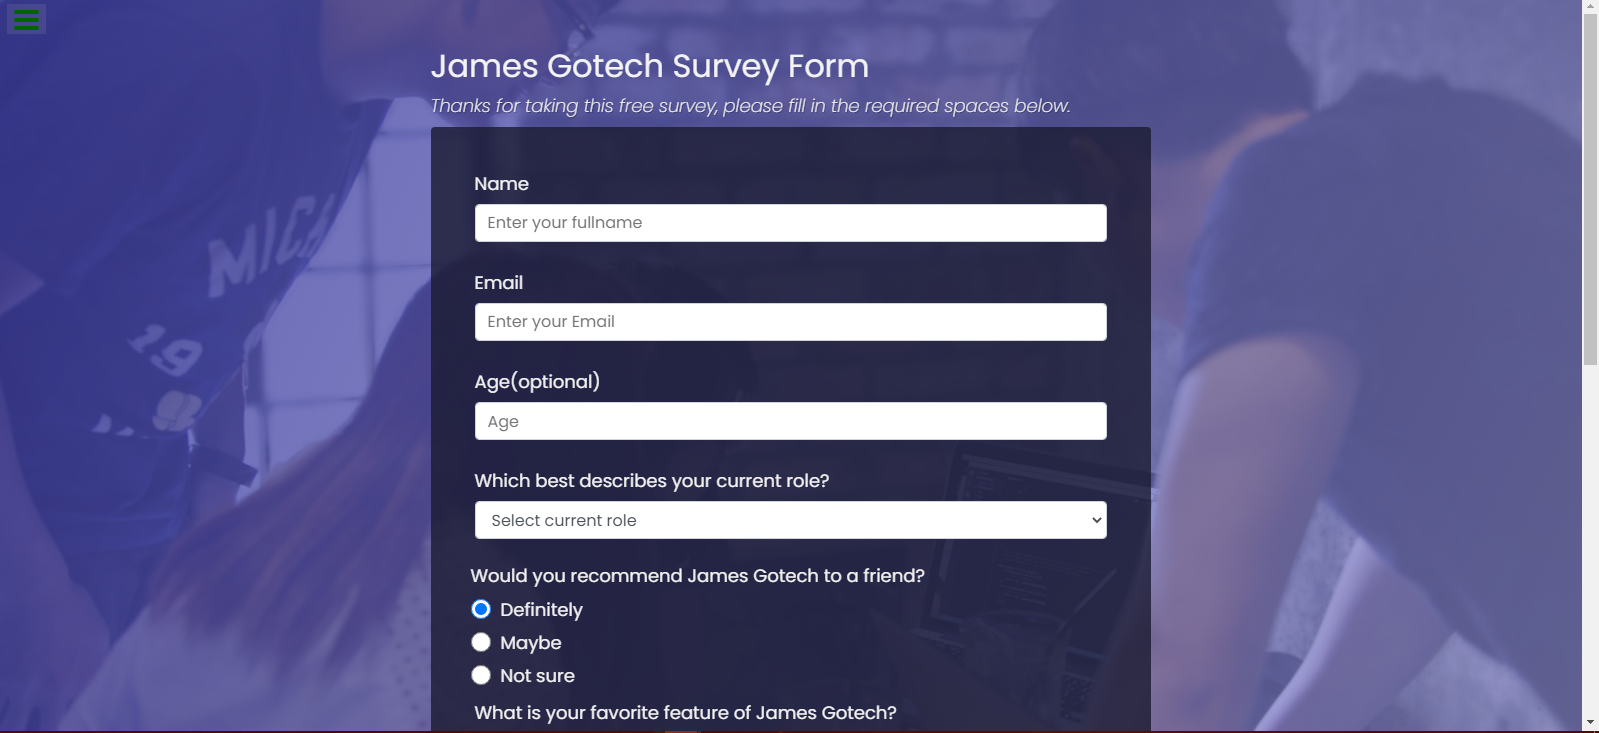 James Gotech Survey Form
Thanks for taking this free survey, please fill in the required spaces below.
Name
Enter your fullname
Email
Enter your Email
Age(optional)
Age
Which best describes your current role?
Select current role
Would you recommend James Gotech to a friend?
Definitely
Maybe
Not sure
What is your favorite feature of James Gotech?
MICH
19